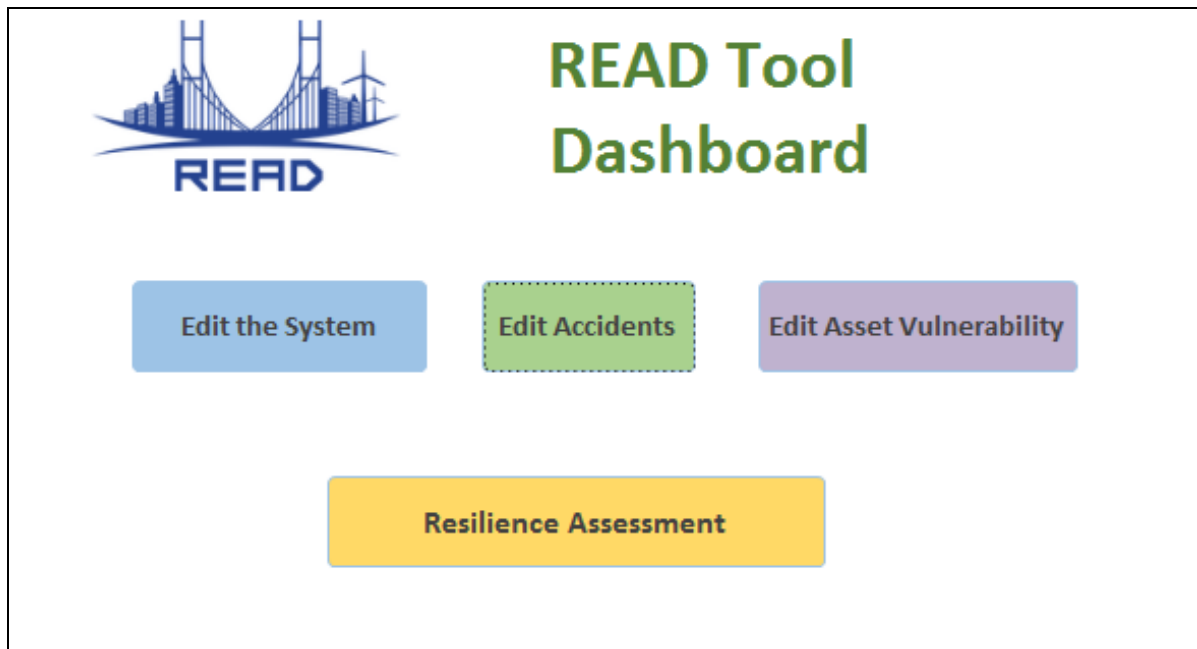 READ Tool
Dashboard
READ
Edit the System
Edit Accidents
Edit Asset Vulnerability
Resilience Assessment